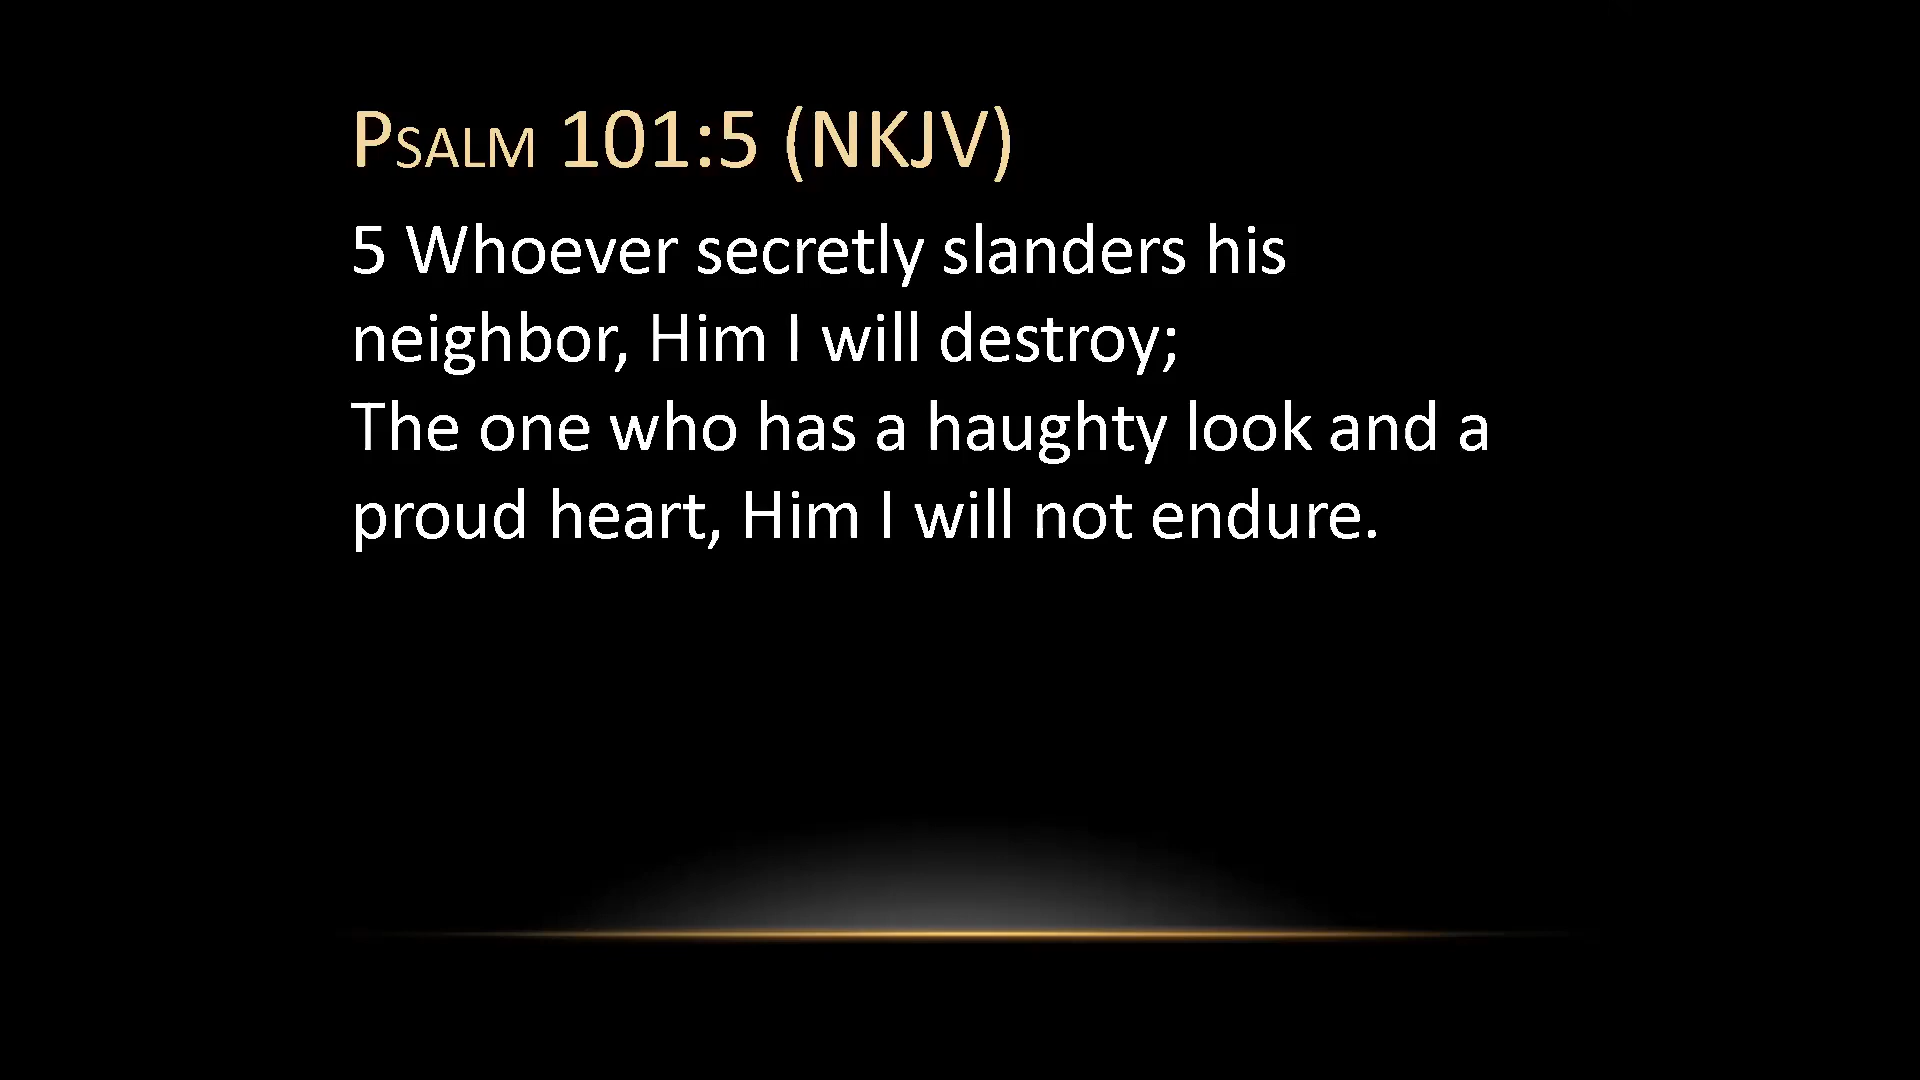 Psalm 101:5 (NKJV)
5 Whoever secretly slanders his
neighbor, Him I will destroy;
The one who has a haughty look and a
proud heart, Him I will not endure.